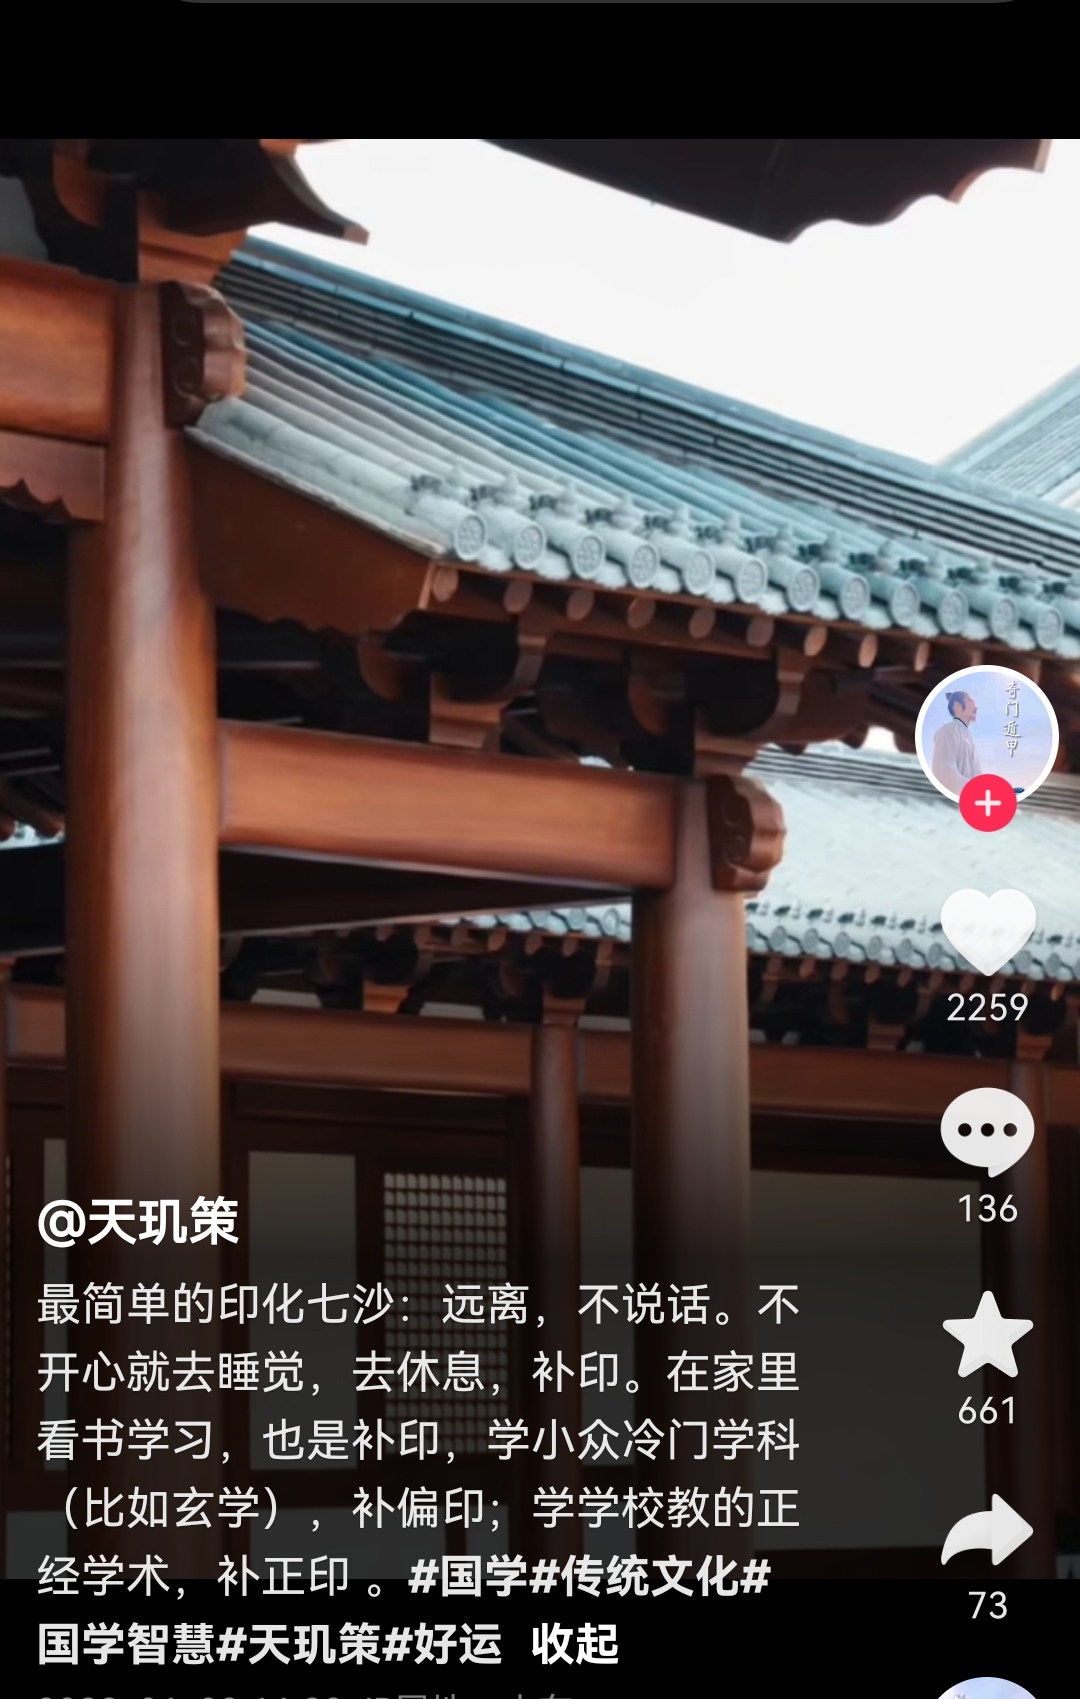 奇门遁甲
2259
136
661
73
@天玑策
最简单的印化七沙：远离，不说话。不
开心就去睡觉，去休息，补印。在家里
看书学习，也是补印，学小众冷门学科
（比如玄学），补偏印；学学校教的正
经学术，补正印 。#国学#传统文化#
国学智慧#天玑策#好运 收起